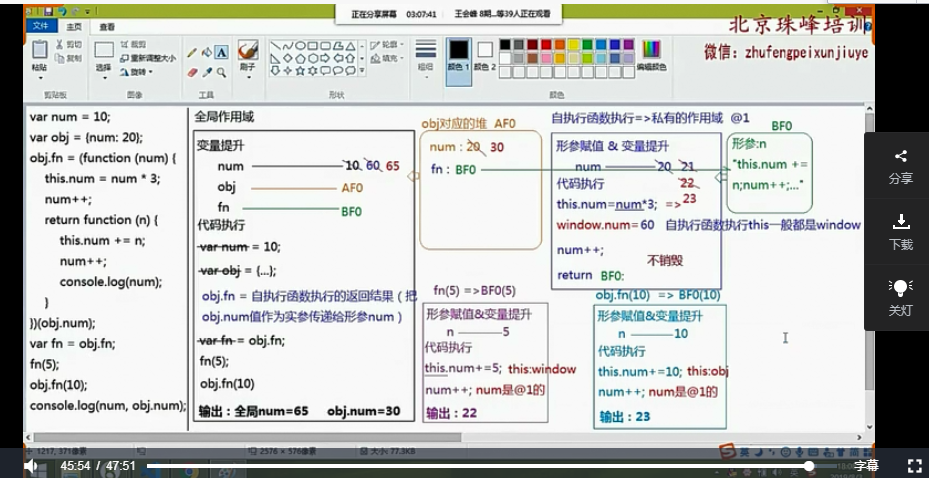 正在分享屏幕 03:07:41 王会峰 8期...等39人正在观看
北京珠峰培训
微信：zhufengpeixunjiuye
文件 主页 查看
粘贴 剪切 复制 选择 裁剪 重新调整大小 旋转 刷子 轮廓 填充 粗细 颜色 1 颜色 2 编辑颜色
剪贴板 图像 工具 形状 颜色
var num = 10;
var obj = {num: 20};
obj.fn = (function (num) {
this.num = num * 3;
num++;
return function (n) {
this.num += n;
num++;
console.log(num);
}
})(obj.num);
var fn = obj.fn;
fn(5);
obj.fn(10);
console.log(num, obj.num);
全局作用域
变量提升
num 10 60 65
obj AF0
fn BF0
代码执行
var num = 10;
var obj = {...};
obj.fn = 自执行函数执行的返回结果（把
obj.num值作为实参传递给形参num）
var fn = obj.fn;
fn(5);
obj.fn(10)
输出：全局num=65 obj.num=30
obj对应的堆 AF0
num : 20 30
fn : BF0
自执行函数执行=>私有的作用域 @1
形参赋值 & 变量提升
num 20 21
22
23
代码执行
this.num=num*3; =>
window.num=60 自执行函数执行this一般都是window
num++;
不销毁
return BF0:
BF0
形参:n
"this.num +=
n;num++;..."
fn(5) =>BF0(5)
形参赋值&变量提升
n 5
代码执行
this.num+=5; this:window
num++; num是@1的
输出：22
obj.fn(10) => BF0(10)
形参赋值&变量提升
n 10
代码执行
this.num+=10; this:obj
num++; num是@1的
输出：23
分享
下载
关灯
1217, 371像素 2576 × 576像素 大小: 77.3KB
英
45:54 / 47:51
字幕